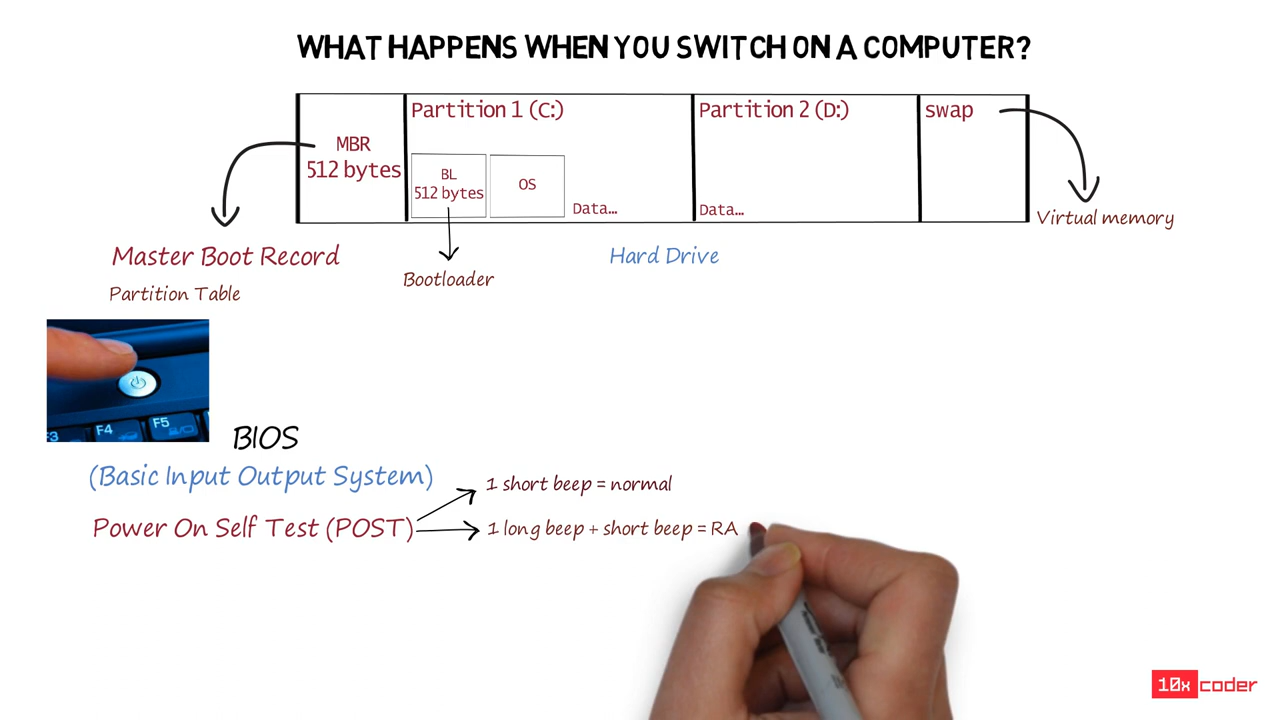 WHAT HAPPENS WHEN YOU SWITCH ON A COMPUTER?
MBR
512 bytes
Partition 1 (C:)
BL
512 bytes
OS
Data...
Partition 2 (D:)
Data...
swap
Virtual memory
Master Boot Record
Partition Table
Bootloader
Hard Drive
F3
F4
F5
BIOS
(Basic Input Output System)
Power On Self Test (POST)
1 short beep = normal
1 long beep + short beep = RA
10x coder